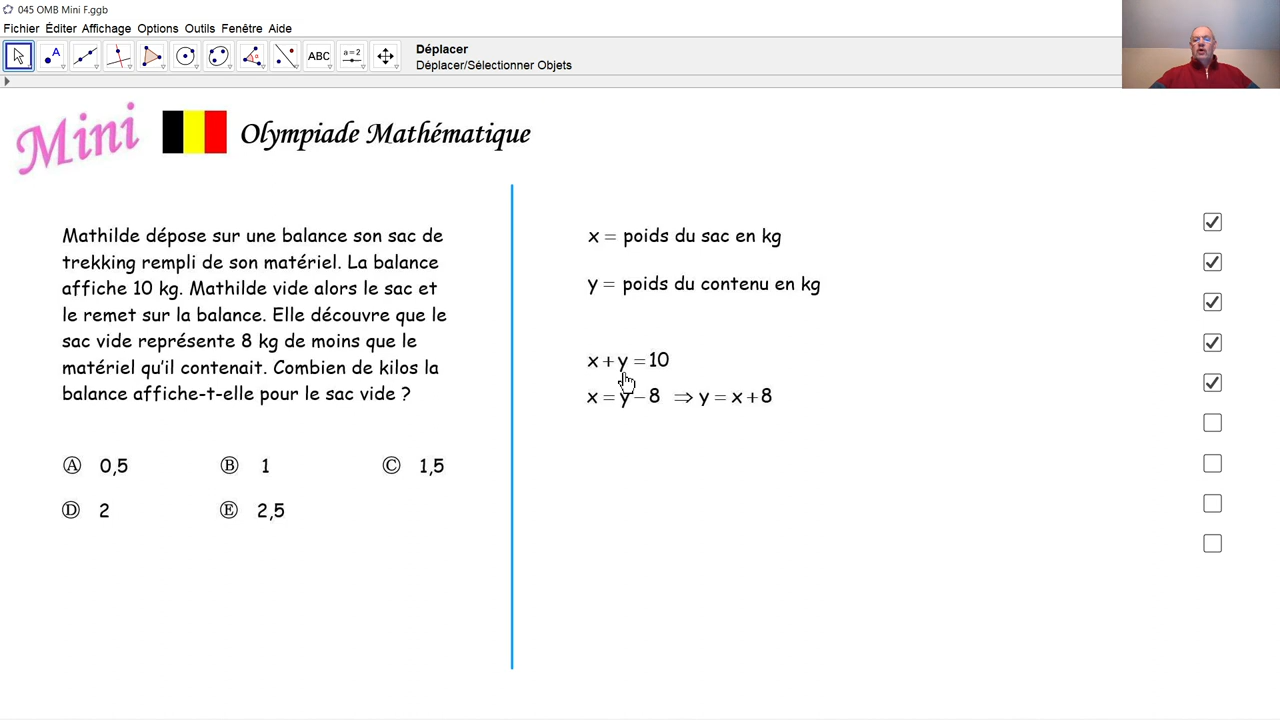 045 OMB Mini F.ggb
Fichier Éditer Affichage Options Outils Fenêtre Aide
A
ABC
a=2
Déplacer
Déplacer/Sélectionner Objets
Mini
Olympiade Mathématique
Mathilde dépose sur une balance son sac de
trekking rempli de son matériel. La balance
affiche 10 kg. Mathilde vide alors le sac et
le remet sur la balance. Elle découvre que le
sac vide représente 8 kg de moins que le
matériel qu'il contenait. Combien de kilos la
balance affiche-t-elle pour le sac vide ?
Ⓐ 0,5 Ⓑ 1 Ⓒ 1,5
Ⓓ 2 Ⓔ 2,5
x = poids du sac en kg
y = poids du contenu en kg
x + y = 10
x = y – 8 ⇒ y = x + 8